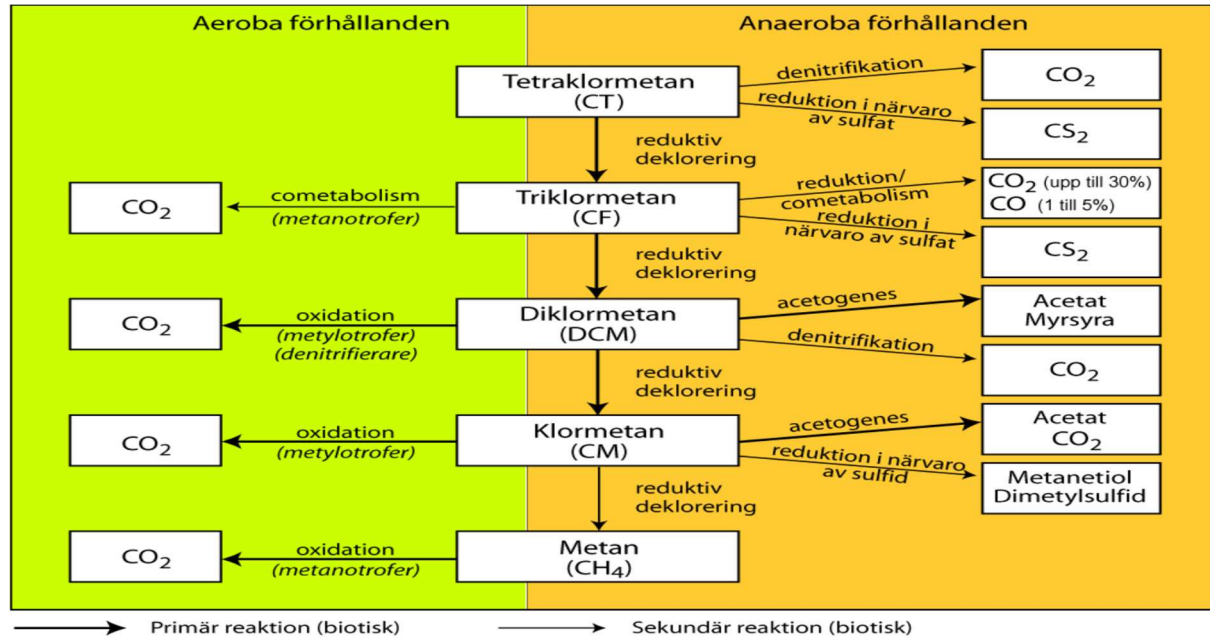 Aeroba förhållanden
Anaeroba förhållanden
Tetraklormetan
(CT)
denitrifikation
CO₂
reduktion i närvaro
av sulfat
CS₂
reduktiv
deklorering
CO₂
cometabolism
(metanotrofer)
Triklormetan
(CF)
reduktion/
cometabolism
CO₂ (upp till 30%)
CO (1 till 5%)
reduktion i
närvaro av sulfat
CS₂
reduktiv
deklorering
CO₂
oxidation
(metylotrofer)
(denitrifierare)
Diklormetan
(DCM)
acetogenes
Acetat
Myrsyra
denitrifikation
CO₂
reduktiv
deklorering
CO₂
oxidation
(metylotrofer)
Klormetan
(CM)
acetogenes
Acetat
CO₂
reduktion i närvaro
av sulfid
Metanetiol
Dimetylsulfid
reduktiv
deklorering
CO₂
oxidation
(metanotrofer)
Metan
(CH₄)
Primär reaktion (biotisk)
Sekundär reaktion (biotisk)